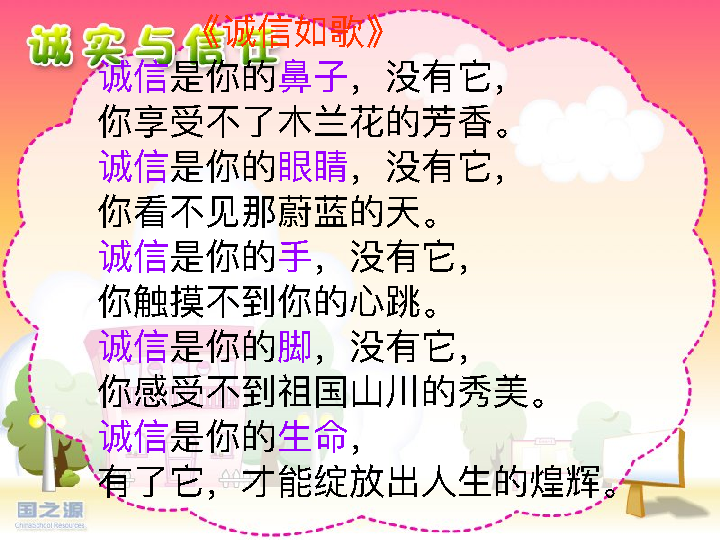 诚实与信任
《诚信如歌》
诚信是你的鼻子，没有它，
你享受不了木兰花的芳香。
诚信是你的眼睛，没有它，
你看不见那蔚蓝的天。
诚信是你的手，没有它，
你触摸不到你的心跳。
诚信是你的脚，没有它，
你感受不到祖国山川的秀美。
诚信是你的生命，
有了它，才能绽放出人生的煌辉。
国之源
ChinaSchool Resources